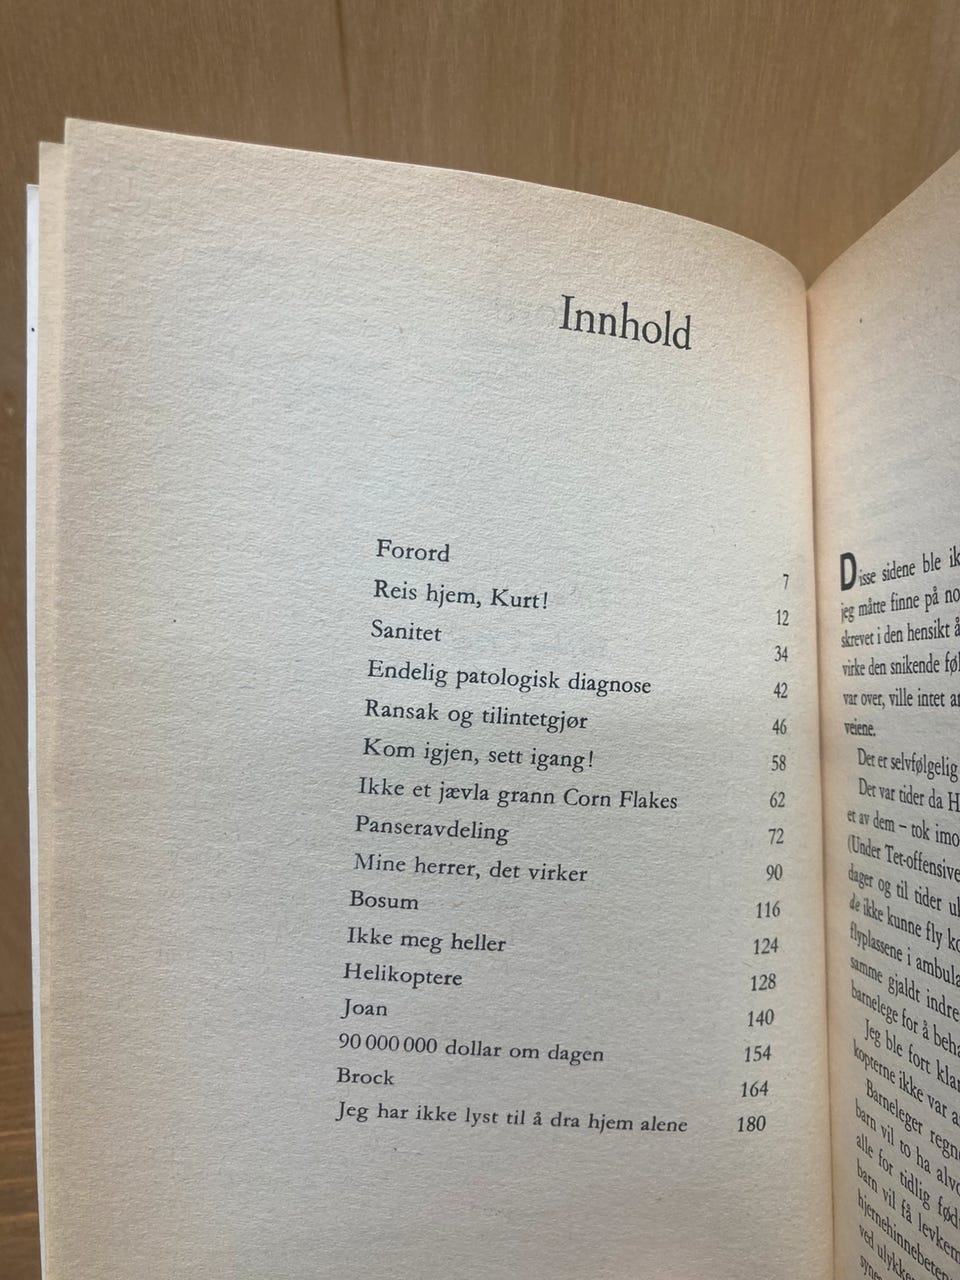 Innhold
Forord 7
Reis hjem, Kurt! 12
Sanitet 34
Endelig patologisk diagnose 42
Ransak og tilintetgjør 46
Kom igjen, sett igang! 58
Ikke et jævla grann Corn Flakes 62
Panseravdeling 72
Mine herrer, det virker 90
Bosum 116
Ikke meg heller 124
Helikoptere 128
Joan 140
90 000 000 dollar om dagen 154
Brock 164
Jeg har ikke lyst til å dra hjem alene 180
Disse sidene ble
jeg måtte finne på
skrevet i den hensikt å
virke den snikende
var over, ville intet
veiene.
Det er selvfølgelig
Det var tider da
et av dem – tok imo
(Under Tet-offensive
dager og til tider
de ikke kunne fly
flyplassene i
samme gjaldt indre
barnelege for å
Jeg ble fort
kopterne ikke var
Barneleger
barn vil to ha
alle for tidlig
barn vil få
ved